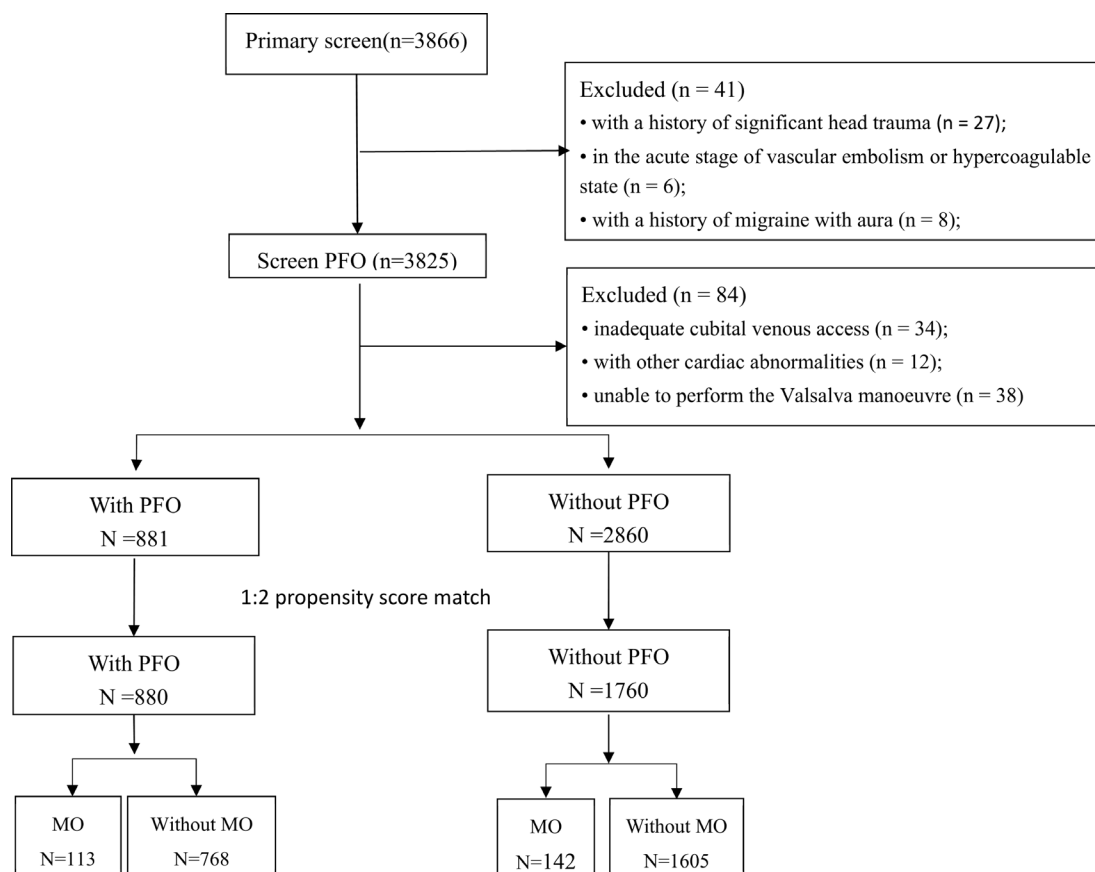 Primary screen(n=3866)
Excluded (n = 41)
• with a history of significant head trauma (n = 27);
• in the acute stage of vascular embolism or hypercoagulable
state (n = 6);
• with a history of migraine with aura (n = 8);
Screen PFO (n=3825)
Excluded (n = 84)
• inadequate cubital venous access (n = 34);
• with other cardiac abnormalities (n = 12);
• unable to perform the Valsalva manoeuvre (n = 38)
With PFO
N =881
Without PFO
N =2860
1:2 propensity score match
With PFO
N =880
Without PFO
N =1760
MO
N=113
Without MO
N=768
MO
N=142
Without MO
N=1605